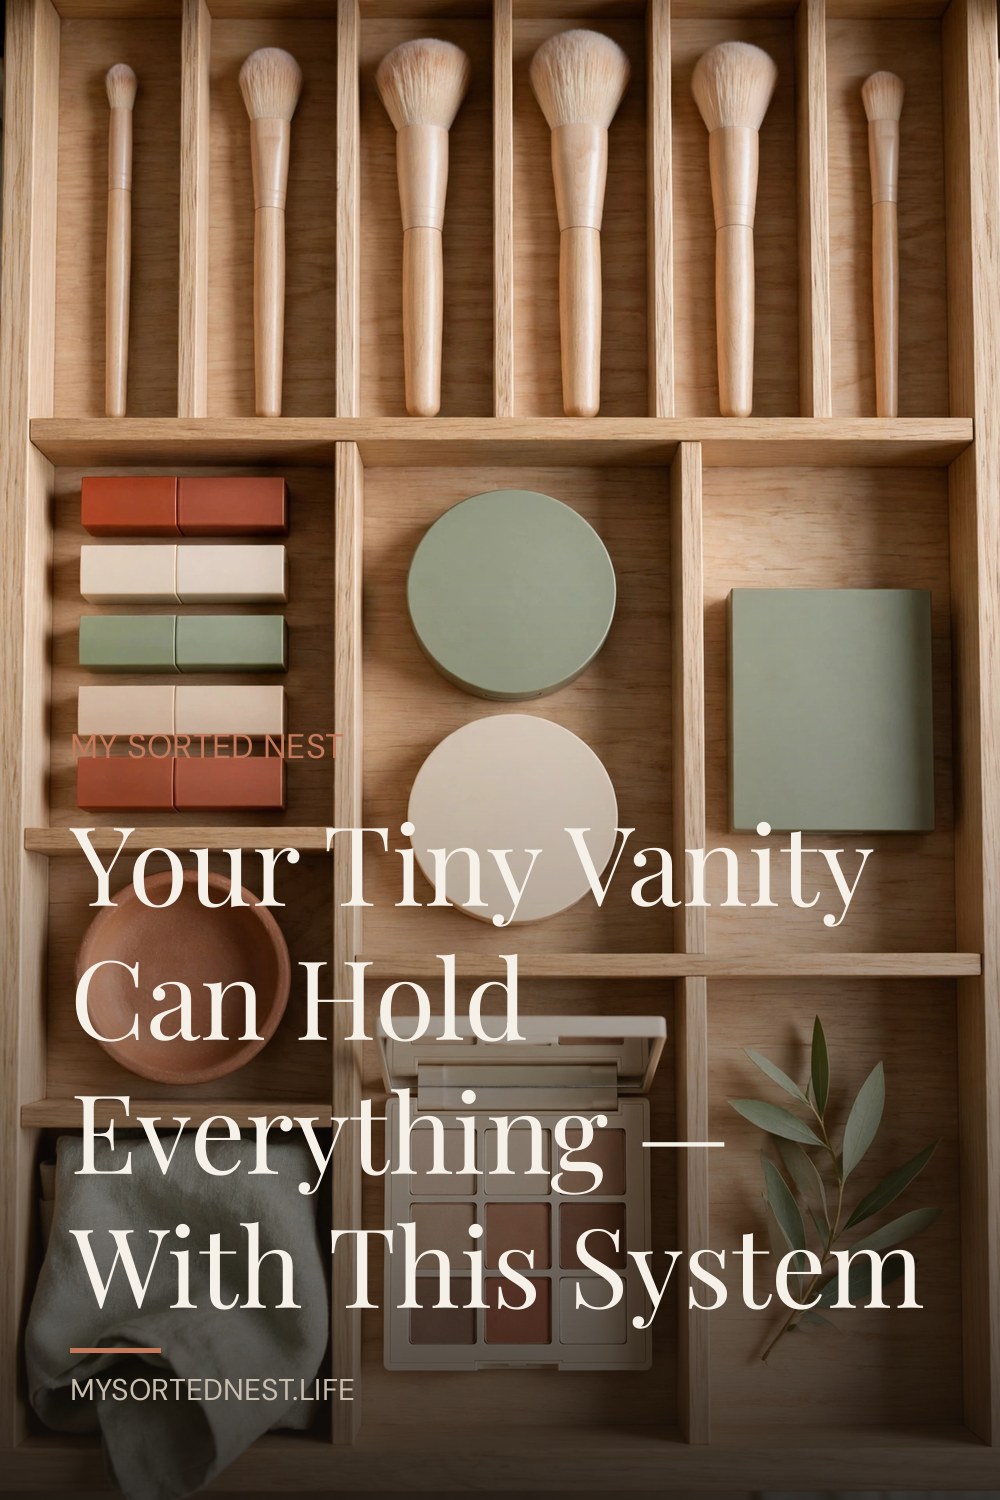 MY SORTED NEST
Your Tiny Vanity
Can Hold
Everything —
With This System
MYSORTEDNEST.LIFE